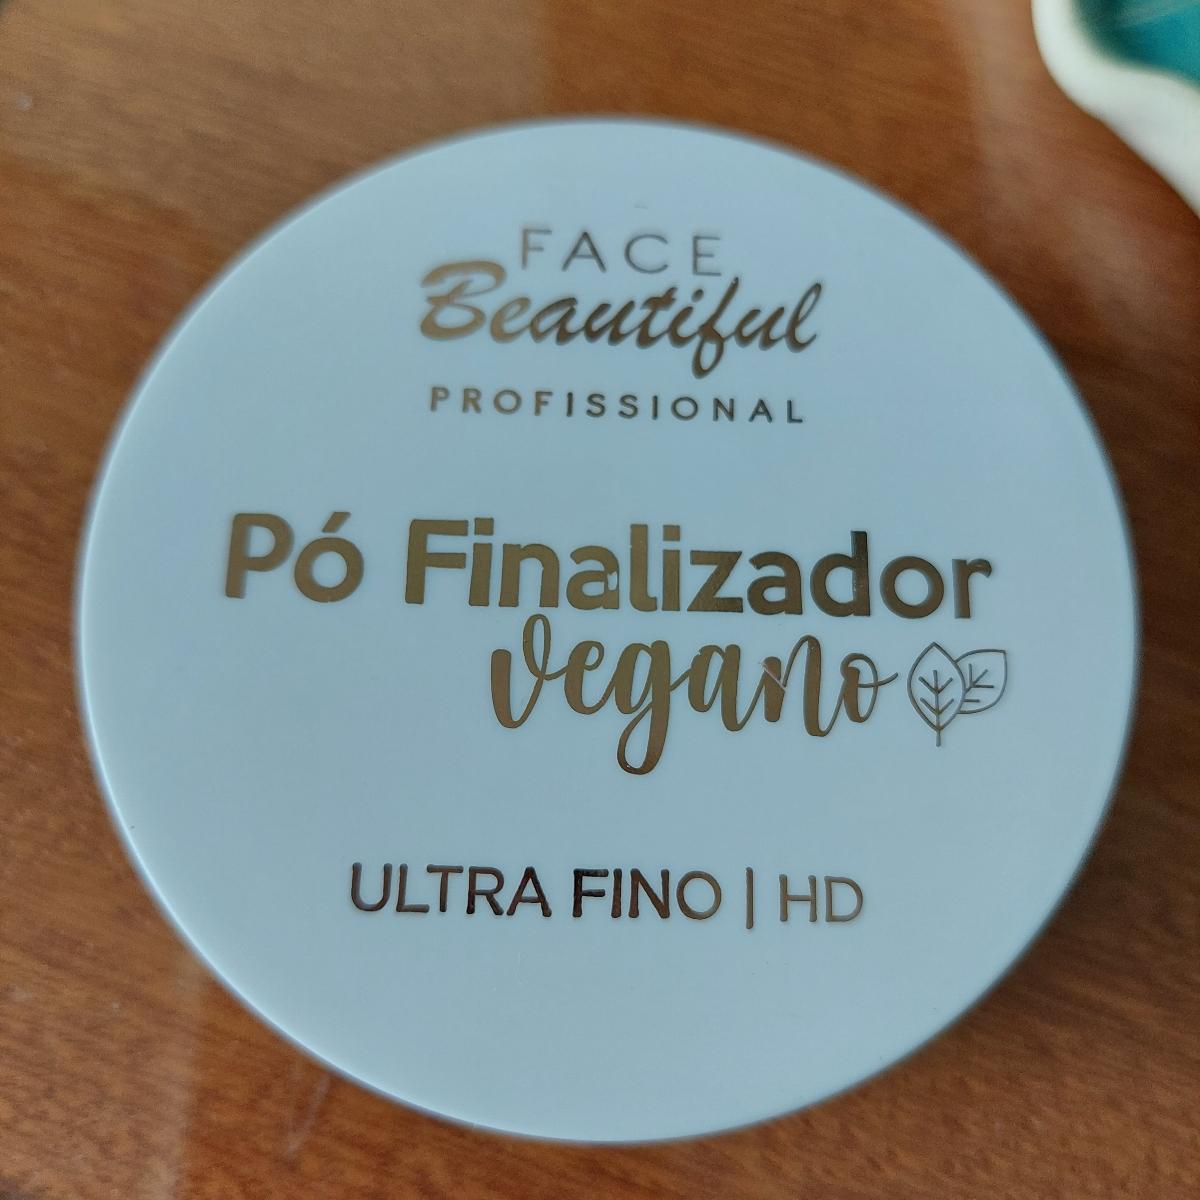 FACE
Beautiful
PROFISSIONAL
Pó Finalizador
vegano
ULTRA FINO | HD